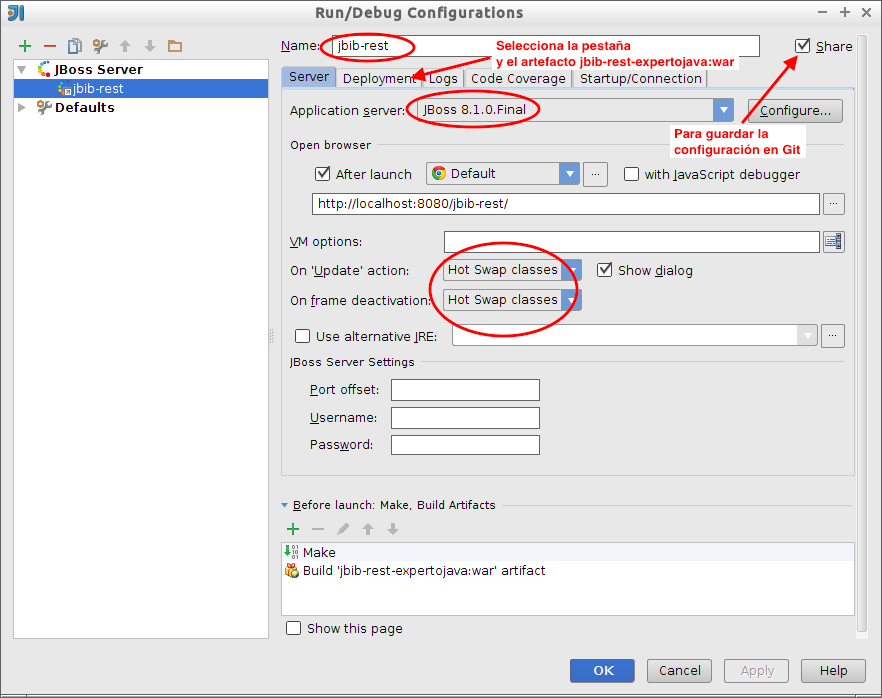 Run/Debug Configurations
Name: jbib-rest
Share
Selecciona la pestaña
y el artefacto jbib-rest-expertojava:war
JBoss Server
jbib-rest
Defaults
Server Deployment Logs Code Coverage Startup/Connection
Application server: JBoss 8.1.0.Final Configure...
Para guardar la
configuración en Git
Open browser
After launch Default ... with JavaScript debugger
http://localhost:8080/jbib-rest/ ...
VM options:
On 'Update' action: Hot Swap classes Show dialog
On frame deactivation: Hot Swap classes
Use alternative JRE: ...
JBoss Server Settings
Port offset:
Username:
Password:
Before launch: Make, Build Artifacts
Make
Build 'jbib-rest-expertojava:war' artifact
Show this page
OK Cancel Apply Help